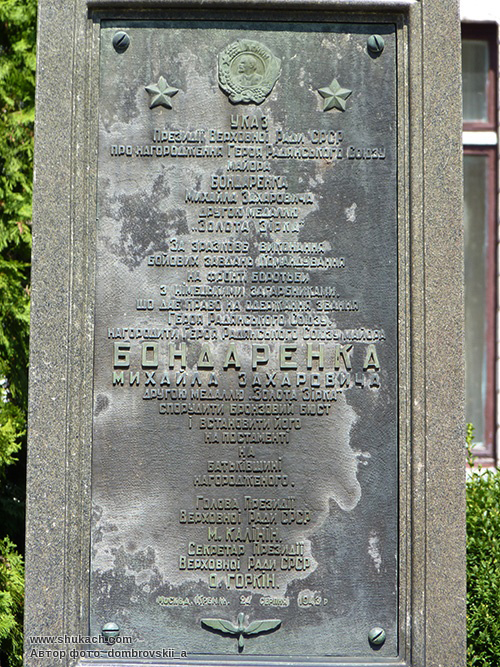 УКАЗ
Президії Верховної Ради СРСР
про нагородження Героя Радянського Союзу
майора
Бондаренка
Михайла Захаровича
другою медаллю
„Золота Зірка"
За зразкове виконання
бойових завдань командування
на фронті боротьби
з німецькими загарбниками,
що дає право на одержання звання
Героя Радянського Союзу,
нагородити Героя Радянського Союзу майора
БОНДАРЕНКА
МИХАЙЛА ЗАХАРОВИЧА
другою медаллю „Золота Зірка"
спорудити бронзовий бюст
і встановити його
на постаменті
на
батьківщині
нагородженого.
Голова Президії
Верховної Ради СРСР
М. Калінін.
Секретар Президії
Верховної Ради СРСР
О. Горкін.
Москва, Кремль. 24 серпня 1943 р
www.shukach.com
Автор фото- dombrovskii_a